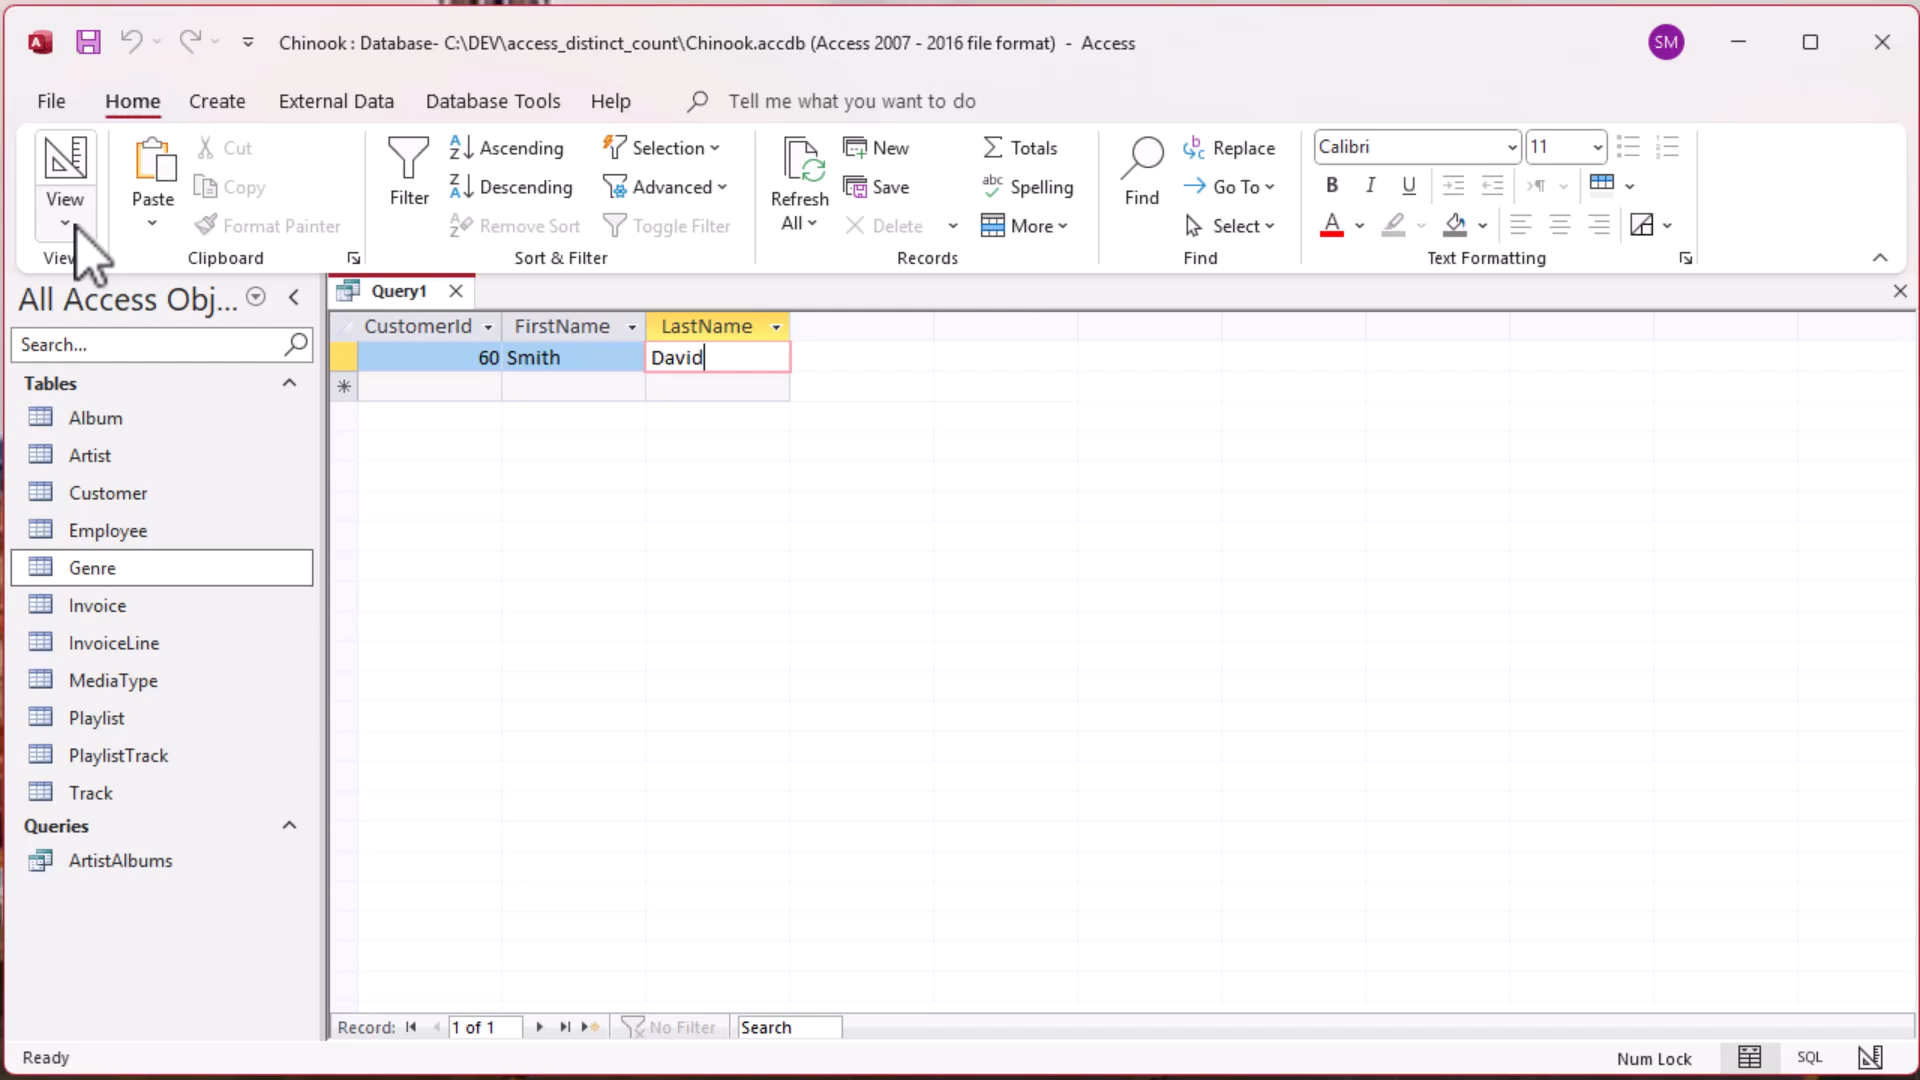 Chinook : Database- C:\DEV\access_distinct_count\Chinook.accdb (Access 2007 - 2016 file format) - Access
SM
File Home Create External Data Database Tools Help Tell me what you want to do
View
Paste
Cut
Copy
Format Painter
Clipboard
Filter
Ascending
Descending
Remove Sort
Selection
Advanced
Toggle Filter
Sort & Filter
Refresh
All
New
Save
Delete
Totals
Spelling
More
Records
Find
Replace
Go To
Select
Find
Calibri 11
B I U
Text Formatting
All Access Obj...
Search...
Tables
Album
Artist
Customer
Employee
Genre
Invoice
InvoiceLine
MediaType
Playlist
PlaylistTrack
Track
Queries
ArtistAlbums
Query1
CustomerId FirstName LastName
60 Smith David
Record: 1 of 1 No Filter Search
Ready
Num Lock
SQL